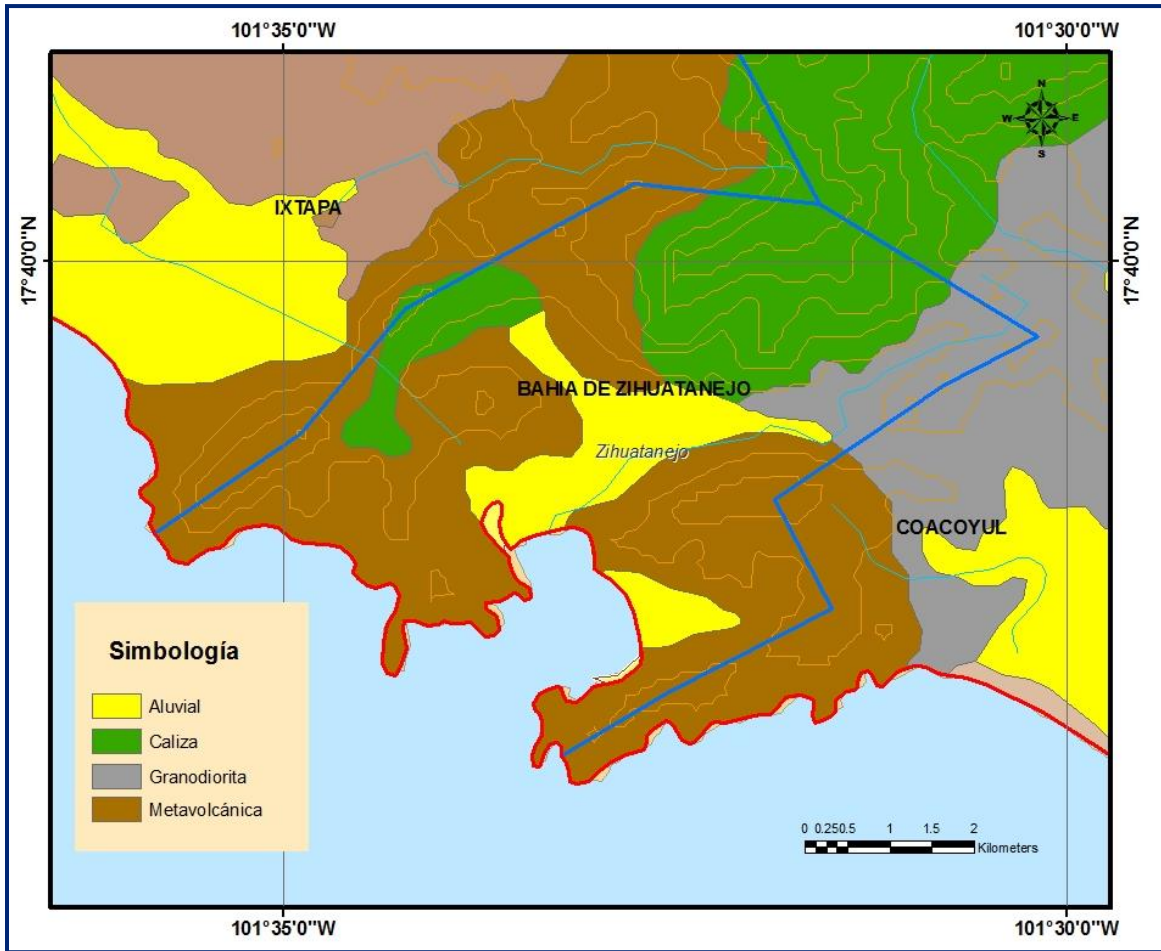 101°35'0"W 101°30'0"W
N
W E
S
IXTAPA
17°40'0"N 17°40'0"N
BAHIA DE ZIHUATANEJO
Zihuatanejo
COACOYUL
Simbología
Aluvial
Caliza
Granodiorita
Metavolcánica
0 0.250.5 1 1.5 2
Kilometers
101°35'0"W 101°30'0"W